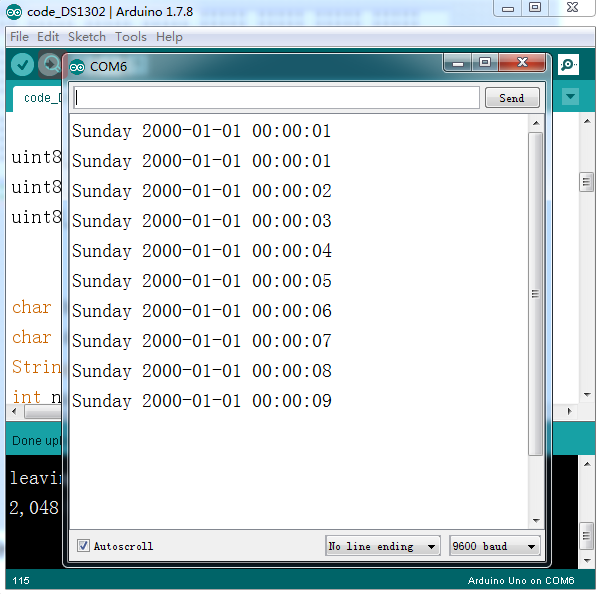 code_DS1302 | Arduino 1.7.8
File Edit Sketch Tools Help
COM6
Send
code_D
Sunday 2000-01-01 00:00:01
Sunday 2000-01-01 00:00:01
uint8
Sunday 2000-01-01 00:00:02
uint8
Sunday 2000-01-01 00:00:03
uint8
Sunday 2000-01-01 00:00:04
Sunday 2000-01-01 00:00:05
Sunday 2000-01-01 00:00:06
char
Sunday 2000-01-01 00:00:07
char
Sunday 2000-01-01 00:00:08
Strin
Sunday 2000-01-01 00:00:09
int n
Done upl
leavin
2,048
Autoscroll
No line ending
9600 baud
115
Arduino Uno on COM6